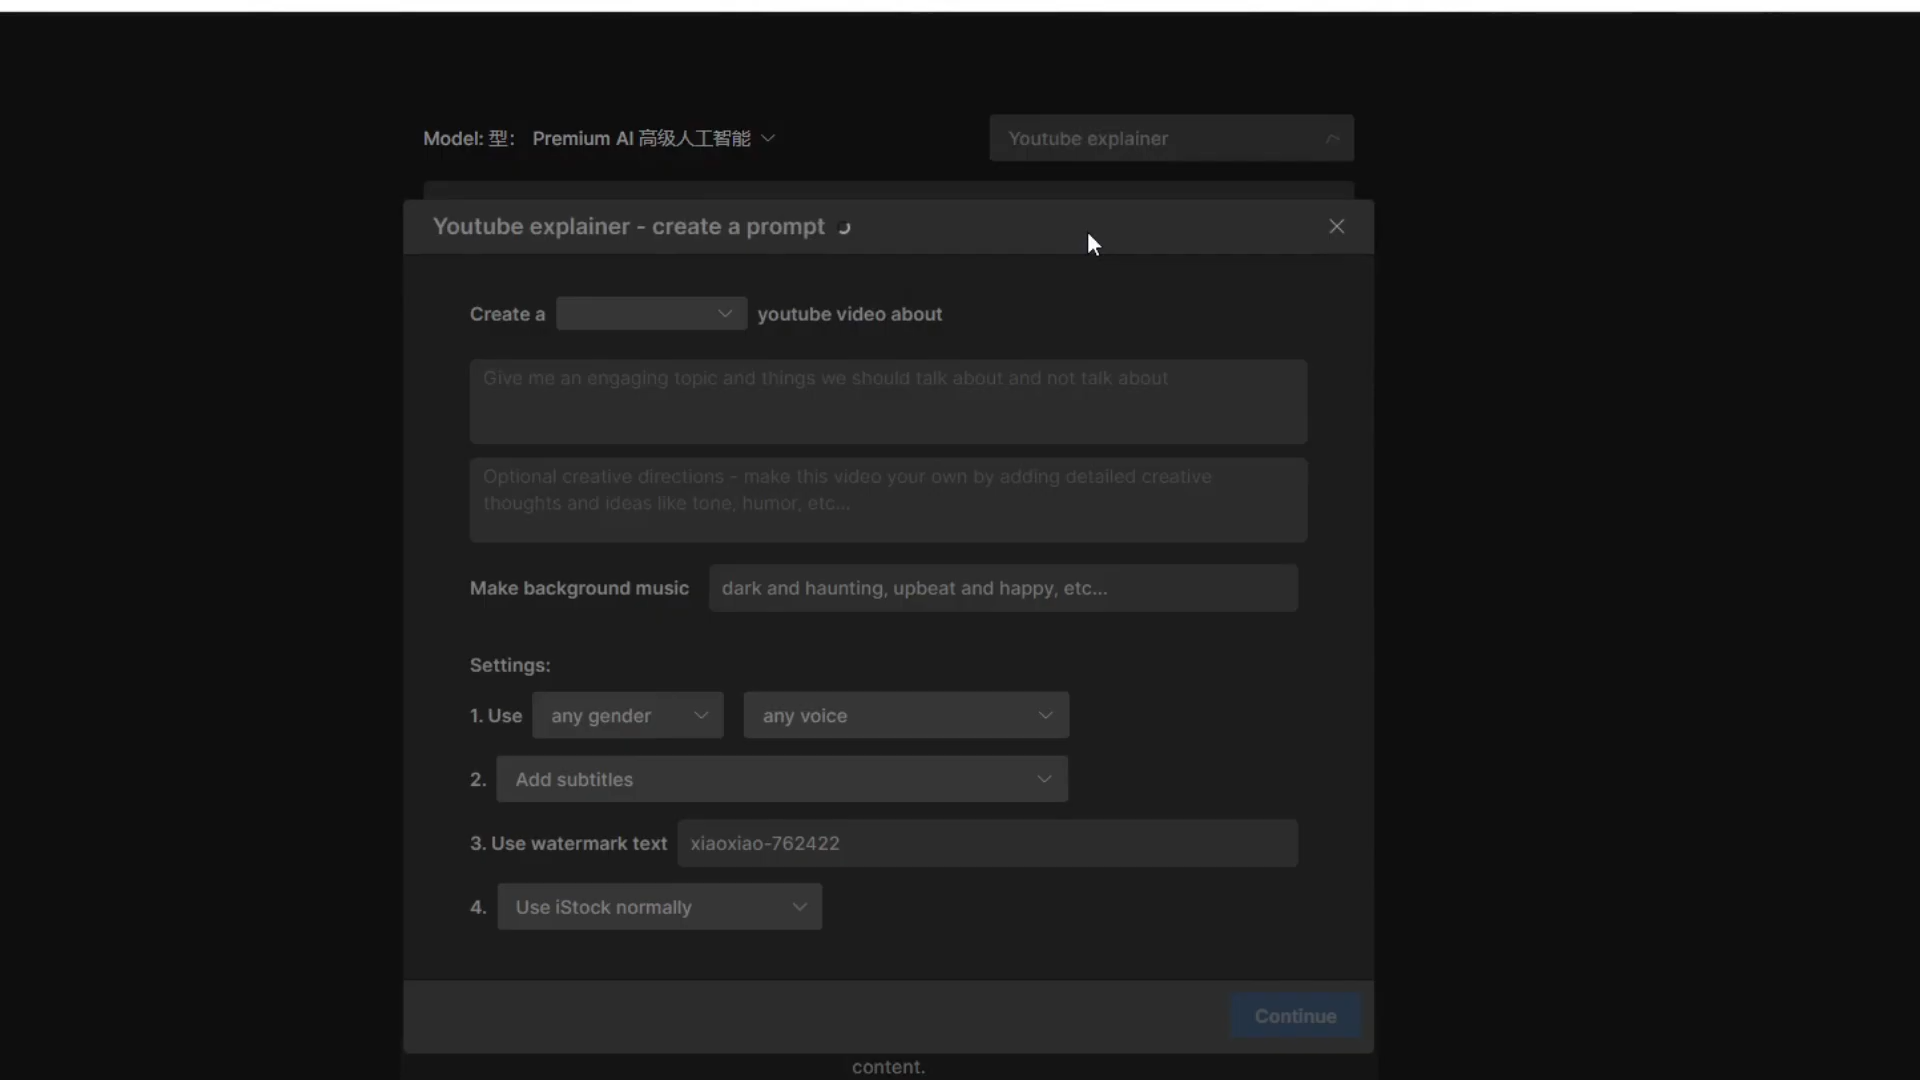 Model: 型: Premium AI 高级人工智能
Youtube explainer
Youtube explainer - create a prompt
Create a youtube video about
Give me an engaging topic and things we should talk about and not talk about
Optional creative directions - make this video your own by adding detailed creative
thoughts and ideas like tone, humor, etc...
Make background music dark and haunting, upbeat and happy, etc...
Settings:
1. Use any gender any voice
2. Add subtitles
3. Use watermark text xiaoxiao-762422
4. Use iStock normally
Continue
content.